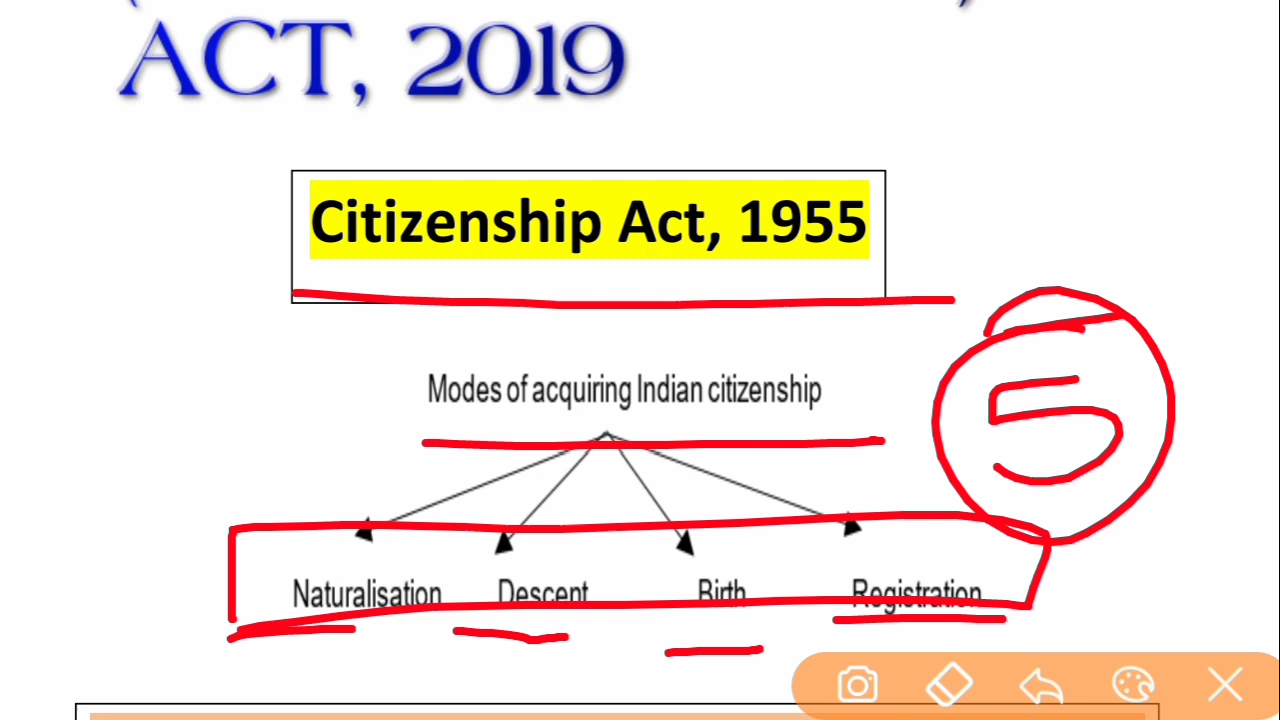 ACT, 2019
Citizenship Act, 1955
5
Modes of acquiring Indian citizenship
Naturalisation Descent Birth Registration